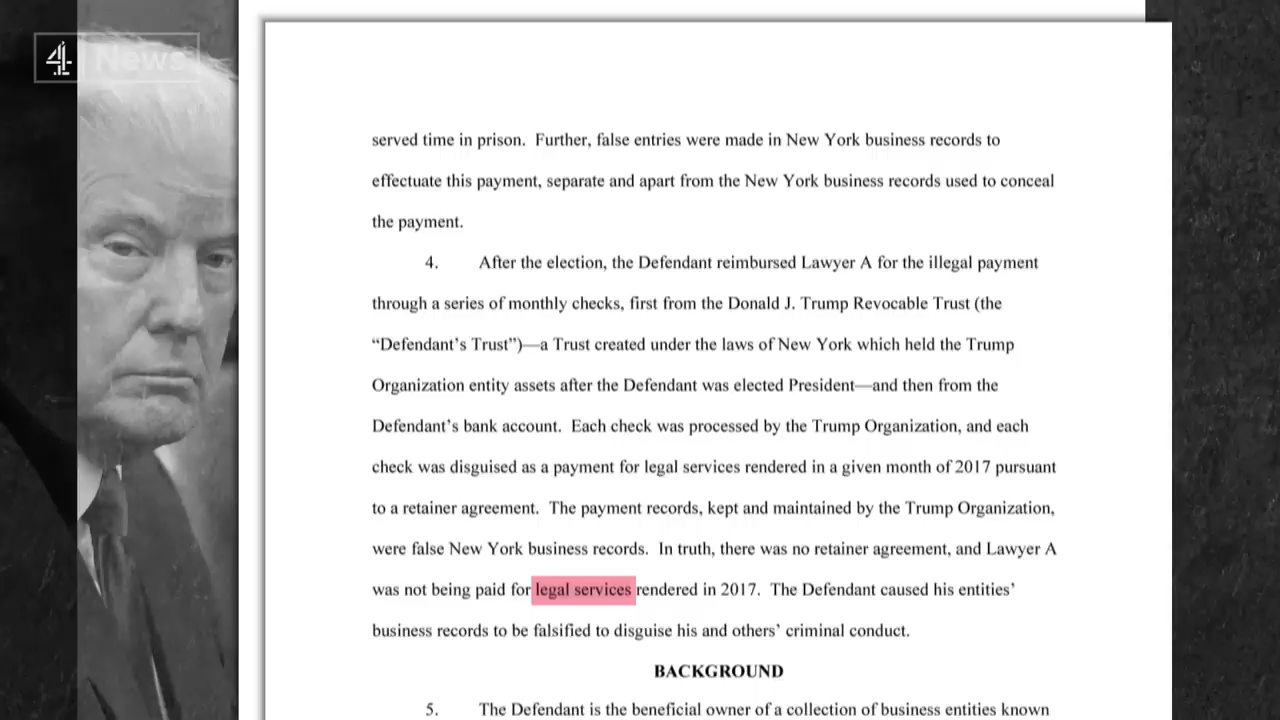 4 News
served time in prison. Further, false entries were made in New York business records to
effectuate this payment, separate and apart from the New York business records used to conceal
the payment.
4. After the election, the Defendant reimbursed Lawyer A for the illegal payment
through a series of monthly checks, first from the Donald J. Trump Revocable Trust (the
“Defendant’s Trust”)—a Trust created under the laws of New York which held the Trump
Organization entity assets after the Defendant was elected President—and then from the
Defendant’s bank account. Each check was processed by the Trump Organization, and each
check was disguised as a payment for legal services rendered in a given month of 2017 pursuant
to a retainer agreement. The payment records, kept and maintained by the Trump Organization,
were false New York business records. In truth, there was no retainer agreement, and Lawyer A
was not being paid for legal services rendered in 2017. The Defendant caused his entities’
business records to be falsified to disguise his and others’ criminal conduct.
BACKGROUND
5. The Defendant is the beneficial owner of a collection of business entities known